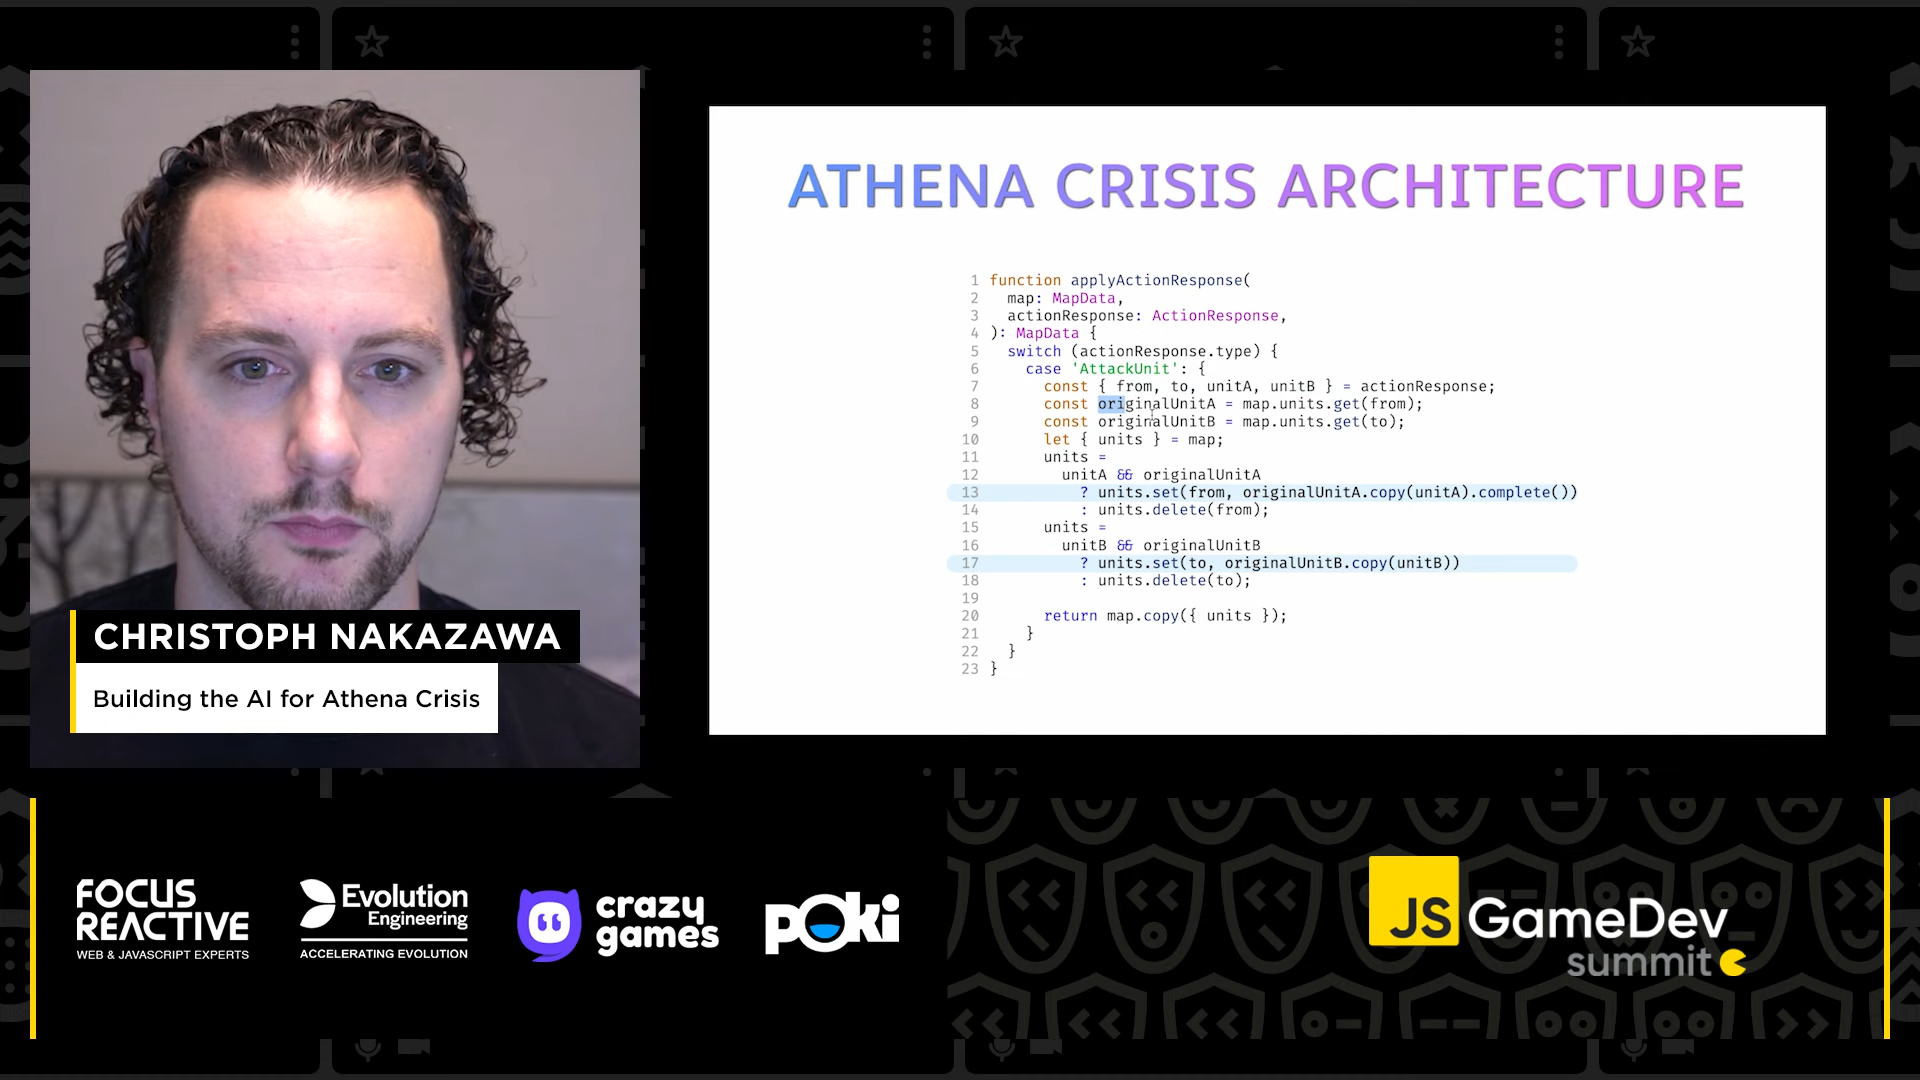 CHRISTOPH NAKAZAWA
Building the AI for Athena Crisis
ATHENA CRISIS ARCHITECTURE
1 function applyActionResponse(
2 map: MapData,
3 actionResponse: ActionResponse,
4 ): MapData {
5 switch (actionResponse.type) {
6 case 'AttackUnit': {
7 const { from, to, unitA, unitB } = actionResponse;
8 const originalUnitA = map.units.get(from);
9 const originalUnitB = map.units.get(to);
10 let { units } = map;
11 units =
12 unitA && originalUnitA
13 ? units.set(from, originalUnitA.copy(unitA).complete())
14 : units.delete(from);
15 units =
16 unitB && originalUnitB
17 ? units.set(to, originalUnitB.copy(unitB))
18 : units.delete(to);
19
20 return map.copy({ units });
21 }
22 }
23 }
FOCUS
REACTIVE
WEB & JAVASCRIPT EXPERTS
Evolution
Engineering
ACCELERATING EVOLUTION
crazy
games
poki
JS GameDev
summit